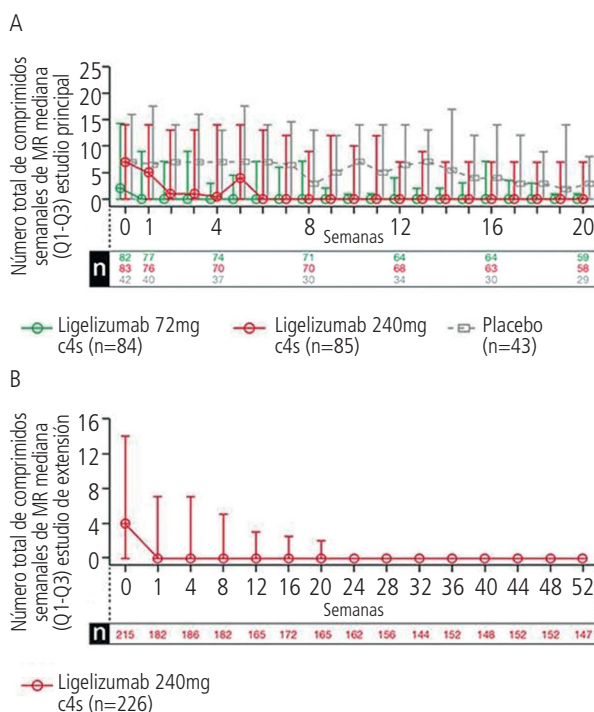 A
Número total de comprimidos
semanales de MR mediana
(Q1-Q3) estudio principal
25
20
15
10
5
0
0 1 4 8 12 16 20
Semanas
n
82 77 74 71 64 64 59
83 76 70 70 68 63 58
42 40 37 30 34 30 29
Ligelizumab 72mg
c4s (n=84)
Ligelizumab 240mg
c4s (n=85)
Placebo
(n=43)
B
Número total de comprimidos
semanales de MR mediana
(Q1-Q3) estudio de extensión
16
12
8
4
0
0 1 4 8 12 16 20 24 28 32 36 40 44 48 52
Semanas
n
215 182 186 182 165 172 165 162 156 144 152 148 152 152 147
Ligelizumab 240mg
c4s (n=226)